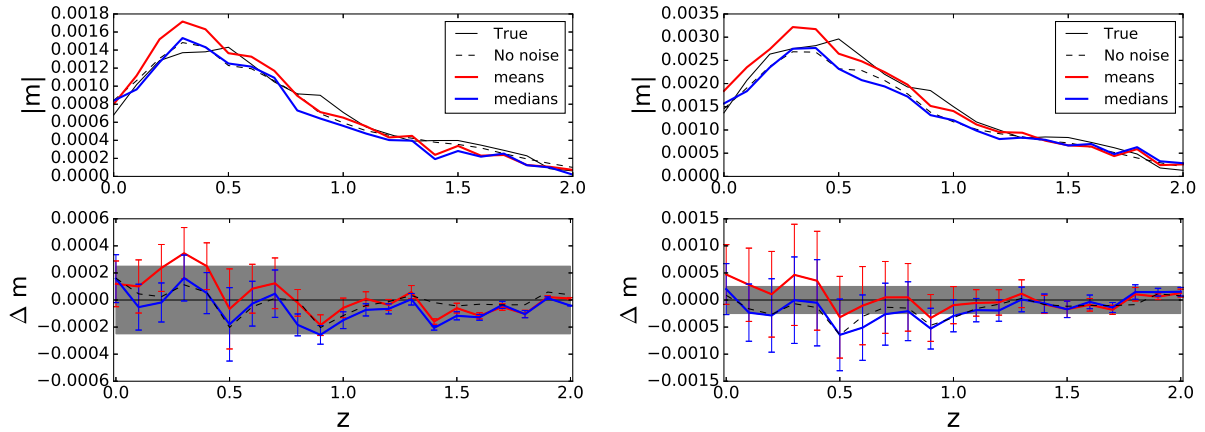 0.0018
0.0016
0.0014
0.0012
0.0010
0.0008
0.0006
0.0004
0.0002
0.0000
|m|
0.0 0.5 1.0 1.5 2.0
True
No noise
means
medians
0.0035
0.0030
0.0025
0.0020
0.0015
0.0010
0.0005
0.0000
|m|
0.0 0.5 1.0 1.5 2.0
True
No noise
means
medians
0.0006
0.0004
0.0002
0.0000
−0.0002
−0.0004
−0.0006
Δ m
0.0 0.5 1.0 1.5 2.0
z
0.0015
0.0010
0.0005
0.0000
−0.0005
−0.0010
−0.0015
Δ m
0.0 0.5 1.0 1.5 2.0
z